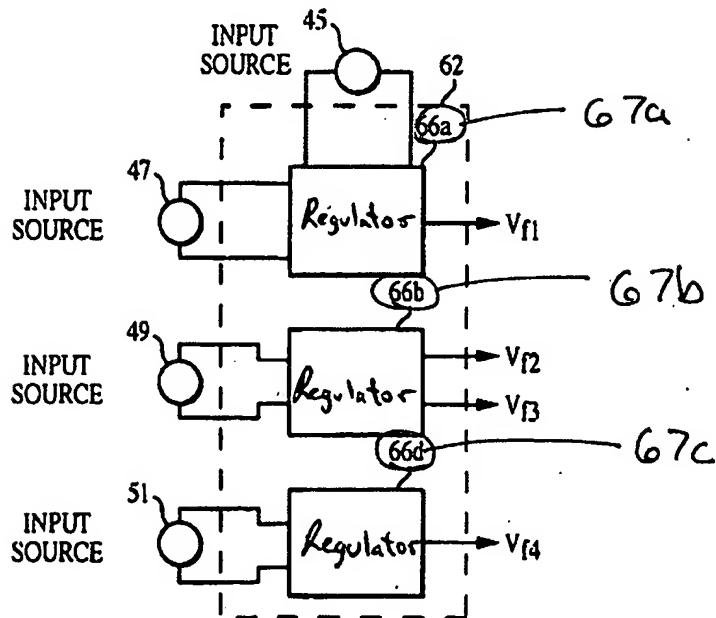 INPUT
SOURCE
45
62
66a
67a
INPUT
SOURCE
47
Regulator
Vf1
66b
67b
INPUT
SOURCE
49
Regulator
Vf2
Vf3
66d
67c
INPUT
SOURCE
51
Regulator
Vf4